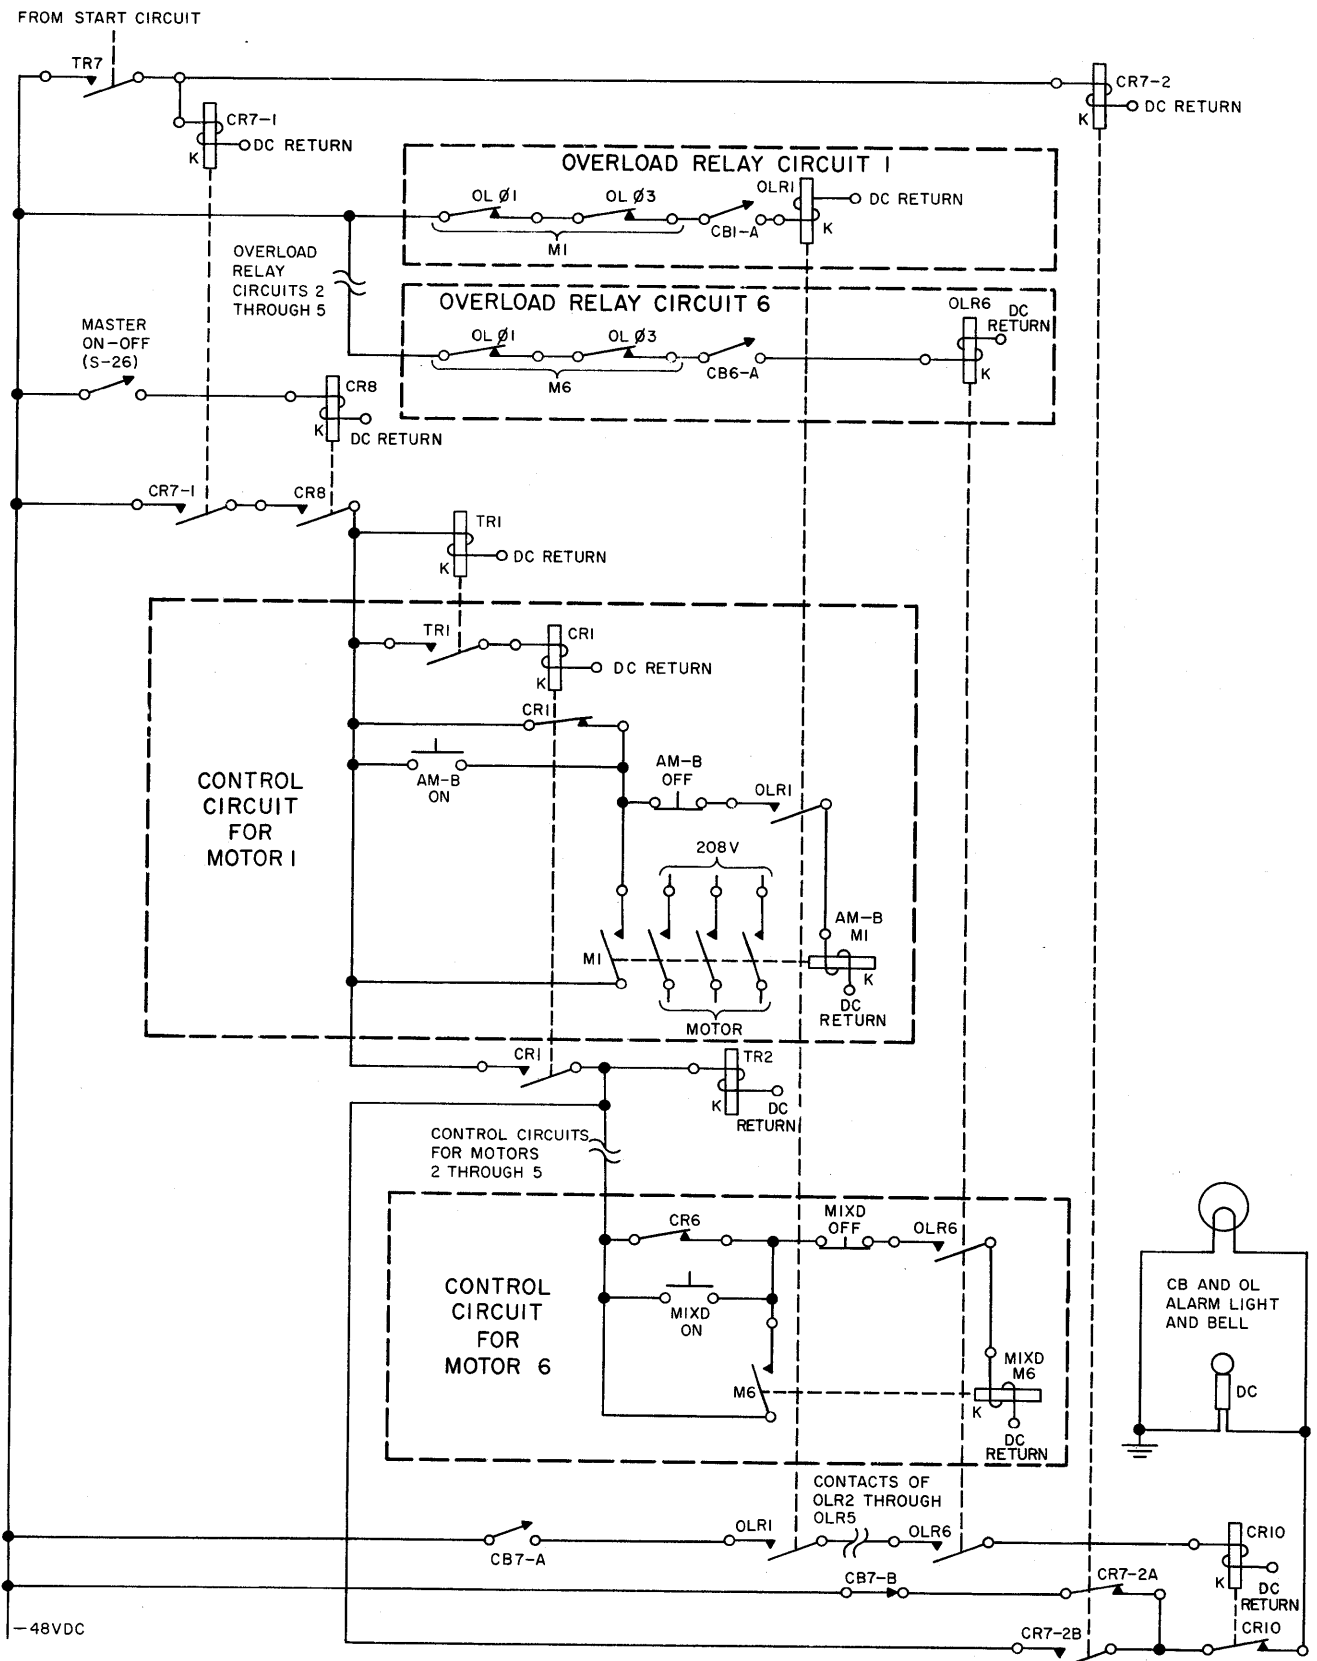 FROM START CIRCUIT
TR7
CR7-2
DC RETURN
K
CR7-1
DC RETURN
K
OVERLOAD RELAY CIRCUIT 1
OL Ø1
OL Ø3
OLR1
DC RETURN
K
CB1-A
M1
OVERLOAD
RELAY
CIRCUITS 2
THROUGH 5
OVERLOAD RELAY CIRCUIT 6
OLR6
DC
RETURN
OL Ø1
OL Ø3
CB6-A
K
M6
MASTER
ON-OFF
(S-26)
CR8
K
DC RETURN
CR7-1
CR8
TR1
DC RETURN
K
TR1
CR1
DC RETURN
K
CR1
AM-B
ON
AM-B
OFF
OLR1
CONTROL
CIRCUIT
FOR
MOTOR 1
208V
AM-B
M1
M1
K
DC
RETURN
MOTOR
CR1
TR2
K
DC
RETURN
CONTROL CIRCUITS
FOR MOTORS
2 THROUGH 5
CR6
MIXD
OFF
OLR6
CONTROL
CIRCUIT
FOR
MOTOR 6
MIXD
ON
M6
MIXD
M6
K
DC
RETURN
CB AND OL
ALARM LIGHT
AND BELL
DC
CONTACTS OF
OLR2 THROUGH
OLR5
CB7-A
OLR1
OLR6
CR10
K
DC
RETURN
CB7-B
CR7-2A
-48VDC
CR7-2B
CR10